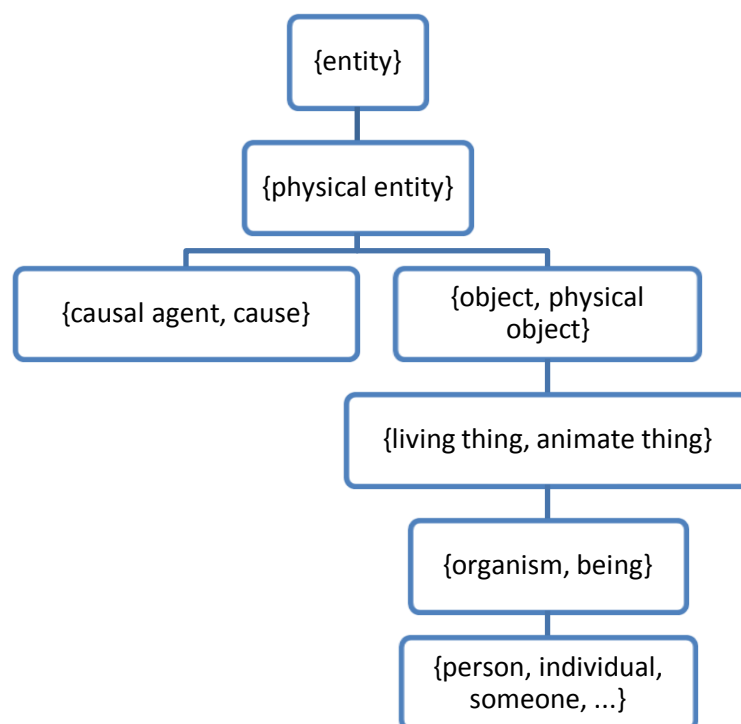 {entity}
{physical entity}
{causal agent, cause}
{object, physical
object}
{living thing, animate thing}
{organism, being}
{person, individual,
someone, ...}